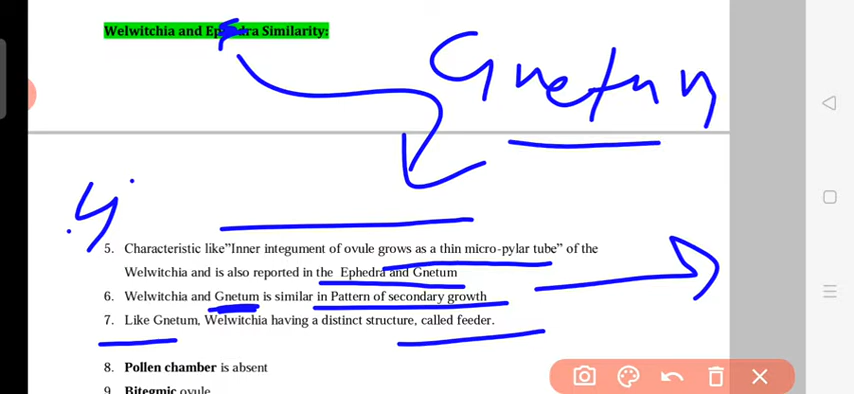 Welwitchia and Ephedra Similarity:
Gnetum
5. Characteristic like”Inner integument of ovule grows as a thin micro-pylar tube” of the
Welwitchia and is also reported in the Ephedra and Gnetum
6. Welwitchia and Gnetum is similar in Pattern of secondary growth
7. Like Gnetum, Welwitchia having a distinct structure, called feeder.
8. Pollen chamber is absent
9. Bitegmic ovule